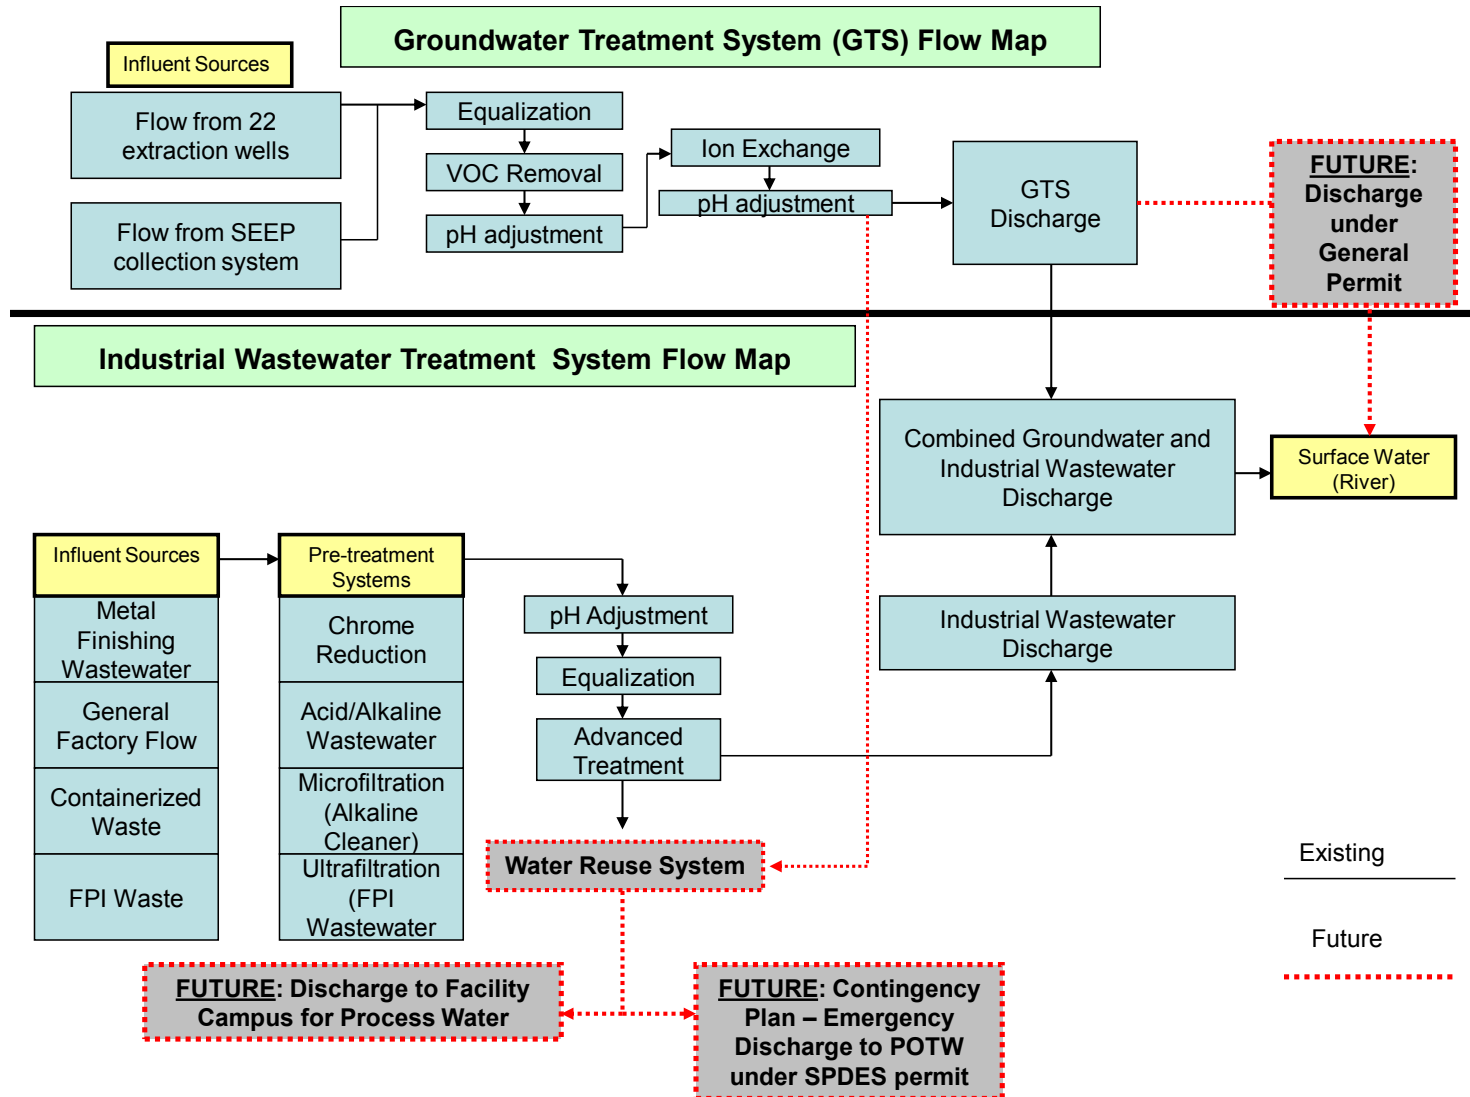 Groundwater Treatment System (GTS) Flow Map
Influent Sources
Flow from 22
extraction wells
Flow from SEEP
collection system
Equalization
VOC Removal
pH adjustment
Ion Exchange
pH adjustment
GTS
Discharge
FUTURE:
Discharge
under
General
Permit
Industrial Wastewater Treatment System Flow Map
Combined Groundwater and
Industrial Wastewater
Discharge
Surface Water
(River)
Influent Sources
Metal
Finishing
Wastewater
General
Factory Flow
Containerized
Waste
FPI Waste
Pre-treatment
Systems
Chrome
Reduction
Acid/Alkaline
Wastewater
Microfiltration
(Alkaline
Cleaner)
Ultrafiltration
(FPI
Wastewater
pH Adjustment
Equalization
Advanced
Treatment
Industrial Wastewater
Discharge
Water Reuse System
FUTURE: Discharge to Facility
Campus for Process Water
FUTURE: Contingency
Plan – Emergency
Discharge to POTW
under SPDES permit
Existing
Future